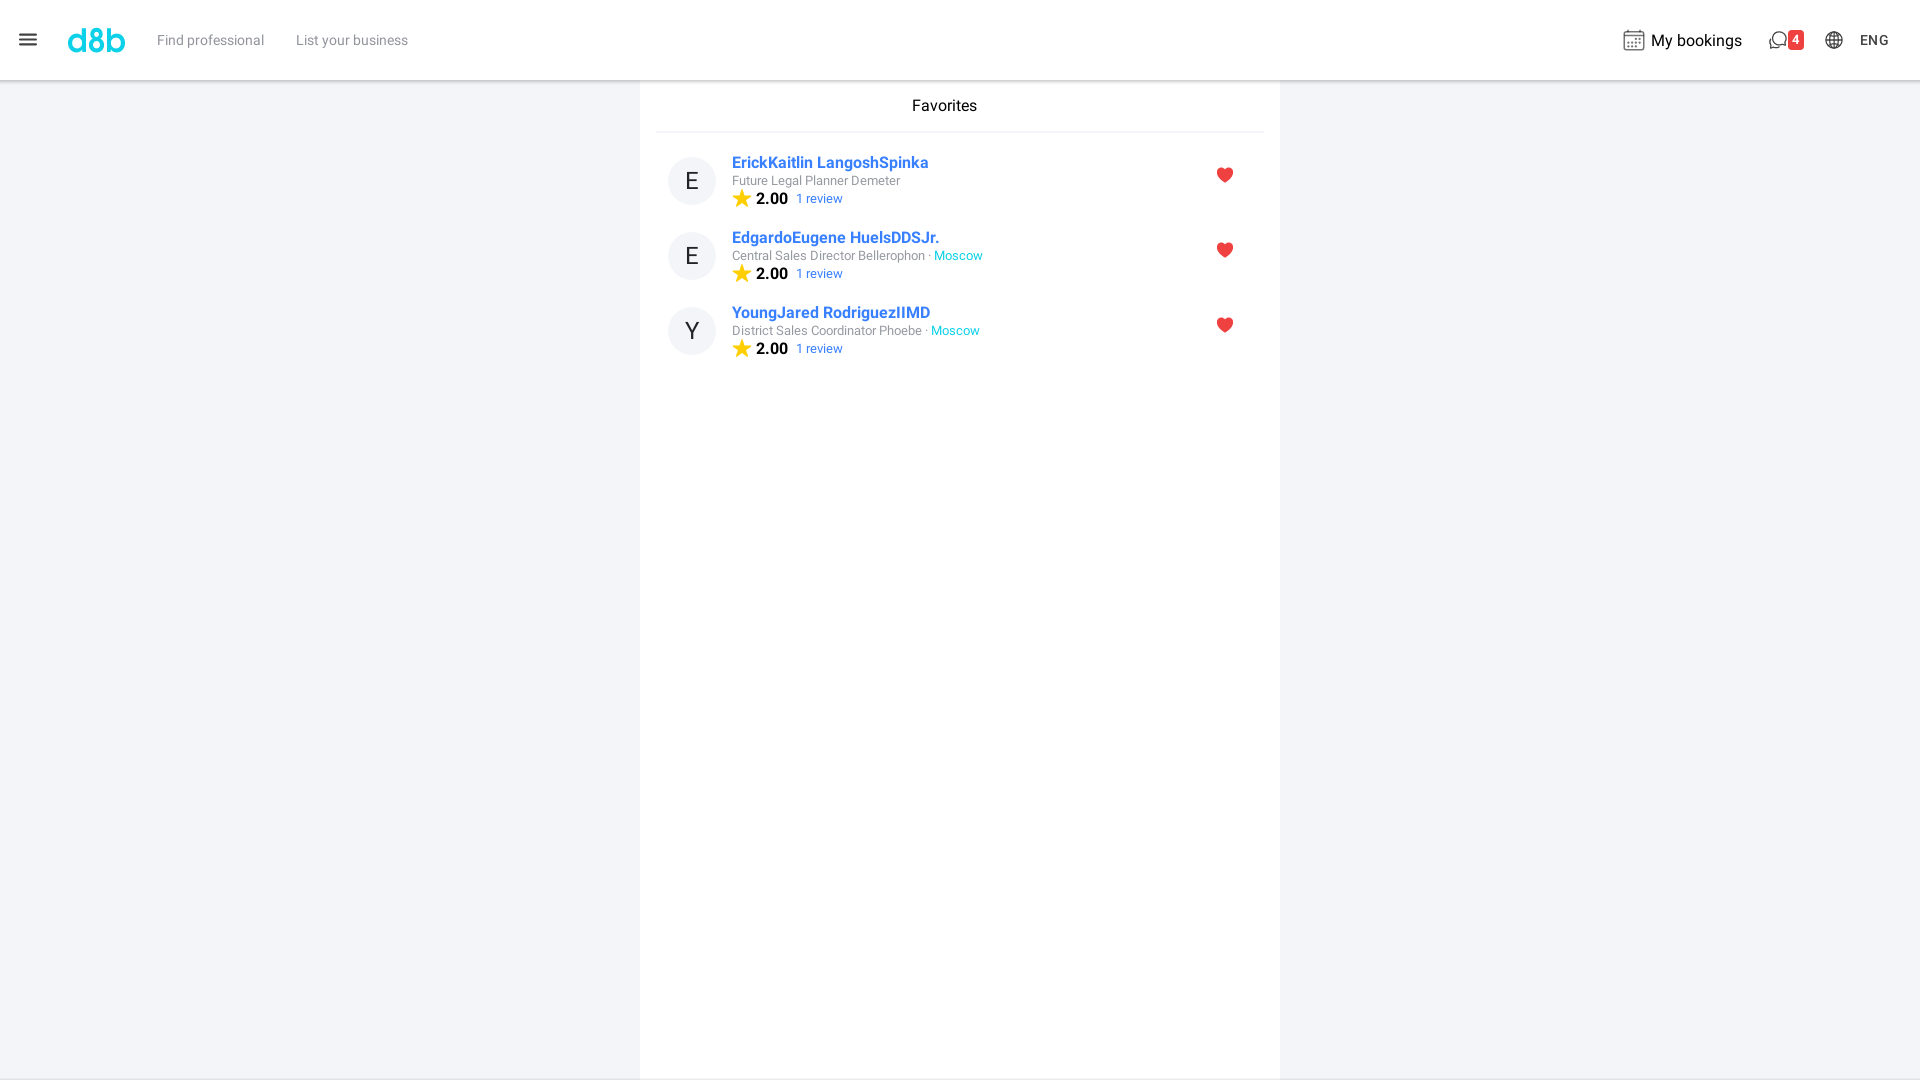 d8b
Find professional
List your business
My bookings
4
ENG
Favorites
E
ErickKaitlin LangoshSpinka
Future Legal Planner Demeter
2.00 1 review
E
EdgardoEugene HuelsDDSJr.
Central Sales Director Bellerophon · Moscow
2.00 1 review
Y
YoungJared RodriguezIIMD
District Sales Coordinator Phoebe · Moscow
2.00 1 review